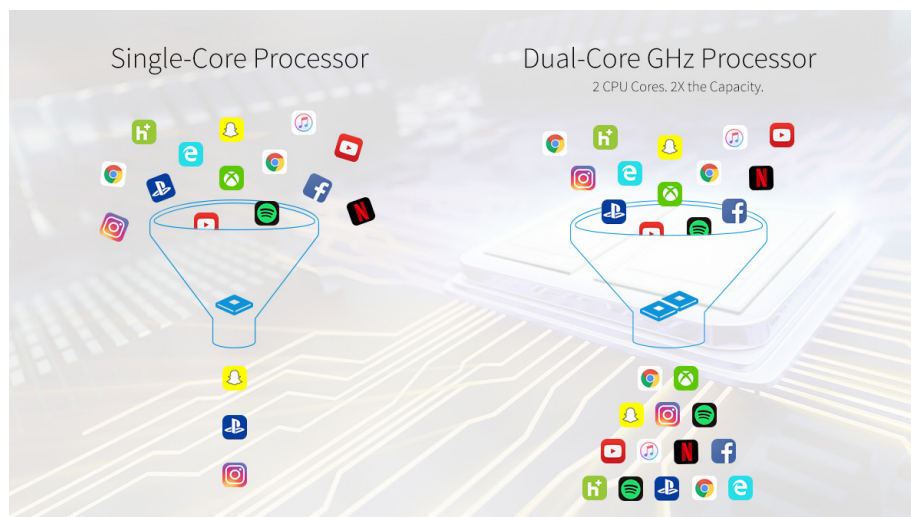 Single-Core Processor
Dual-Core GHz Processor
2 CPU Cores. 2X the Capacity.